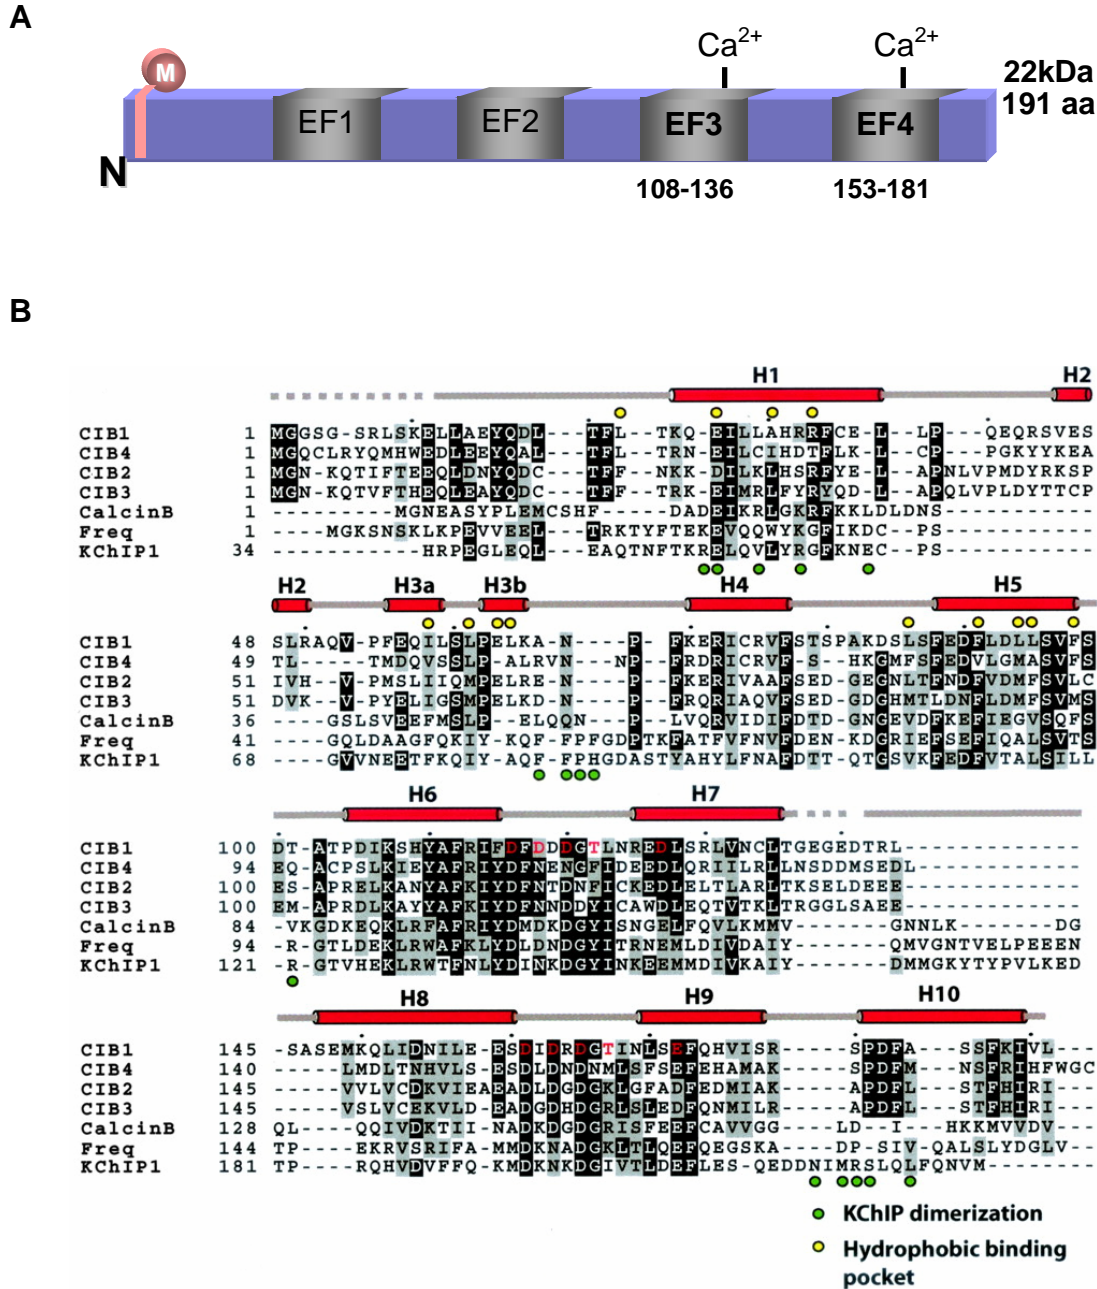 A
M
Ca2+ Ca2+
22kDa
191 aa
EF1 EF2 EF3 EF4
N
108-136 153-181
B
H1 H2
CIB1 1 MGGSG-SRLSKELLAEYQDL---TFL--TKQ-EILLAHRRFCE-L--LP---QEQRSVES
CIB4 1 MGQCLRYQMHWEDLEEYQAL---TFL--TRN-EILCIHDTFLK-L--CP---PGKYYKEA
CIB2 1 MGN-KQTIFTEEQLDNYQDC---TFF--NKK-DILKLHSRFYE-L--APNLVPMDYRKSP
CIB3 1 MGN-KQTVFTHEQLEAYQDC---TFF--TRK-EIMRLFYRYQD-L--APQLVPLDYTTCP
CalcinB 1 ---------MGNEASYPLEMCSHF-----DADEIKRLGKRFKKLDLDNS-----------
Freq 1 ----MGKSNSKLKPEVVEEL---TRKTYFTEKEVQQWYKGFIKDC--PS-----------
KChIP1 34 -----------HRPEGLEQL---EAQTNFTKRELQVLYRGFKNEC--PS-----------
H2 H3a H3b H4 H5
CIB1 48 SLRAQV-PFEQILSLPELKA-N----P--FKERICRVFSTSPAKDSLSFEDFLDLLSVFS
CIB4 49 TL----TMDQVSSLP-ALRVN---NP--FRDRICRVF-S--HKGMFSFEDVLGMASVFS
CIB2 51 IVH--V-PMSLIIQMPELRE-N----P--FKERIVAAFSED-GEGNLTFNDFVDMFSVLC
CIB3 51 DVK--V-PYELIGSMPELKD-N----P--FRQRIAQVFSED-GDGHMTLDNFLDMFSVMS
CalcinB 36 ----GSLSVEEFMSLP--ELQQN---P--LVQRVIDIFDTD-GNGEVDFKEFIEGVSQFS
Freq 41 ----GQLDAAGFQKIY-KQF-FPFGDPTKFATFVFNVFDEN-KDGRIEFSEFIQALSVTS
KChIP1 68 ----GVVNEETFKQIY-AQF-FPHGDASTYAHYLFNAFDTT-QTGSVKFEDFVTALSILL
H6 H7
CIB1 100 DT-ATPDIKSHYAFRIFDFDDDGTLNREDLSRLVNCLTGEGEDTRL-------------
CIB4 94 EQ-ACPSLKIEYAFRIYDFNENGFIDEEDLQRIILRLLNSDDMSEDL------------
CIB2 100 ES-APRELKANYAFKIYDFNTDNFICKEDLELTLARLTKSELDEEE-------------
CIB3 100 EM-APRDLKAYYAFKIYDFNNDDYICAWDLEQTVTKLTRGGLSAEE-------------
CalcinB 84 -VKGDKEQKLRFAFRIYDMDKDGYISNGELFQVLKMMV-------GNNLK-------DG
Freq 94 -R-GTLDEKLRWAFKLYDLDNDGYITRNEMLDIVDAIY-------QMVGNTVELPEEEN
KChIP1 121 -R-GTVHEKLRWTFNLYDINKDGYINKEEMMDIVKAIY-------DMMGKYTYPVLKED
H8 H9 H10
CIB1 145 -SASEMKQLIDNILE-ESDIDRDGTINLSEFQHVISR-----SPDFA---SSFKIVL--
CIB4 140 -----LMDLTNHVLS-ESDLDNDNMLSFSEFEHAMAK-----SPDFM---NSFRIHFWGC
CIB2 145 -----VVLVCDKVIEAEADLDGDGKLGFADFEDMIAK-----APDFL---STFHIRI--
CIB3 145 -----VSLVCEKVLD-EADGDHDGRLSLEDFQNMILR-----APDFL---STFHIRI--
CalcinB 128 QL----QQIVDKTII-NADKDGDGRISFEEFCAVVGG----LD--I---HKKMVVDV
Freq 144 TP----EKRVSRIFA-MMDKNADGKLTLQEFQEGSKA----DP-SIV--QALSLYDGLV
KChIP1 181 TP----RQHVDVFFQ-KMDKNKDGIVTLDEFLES-QEDDNIMRSLQLFQNVM------
KChIP dimerization
Hydrophobic binding
pocket